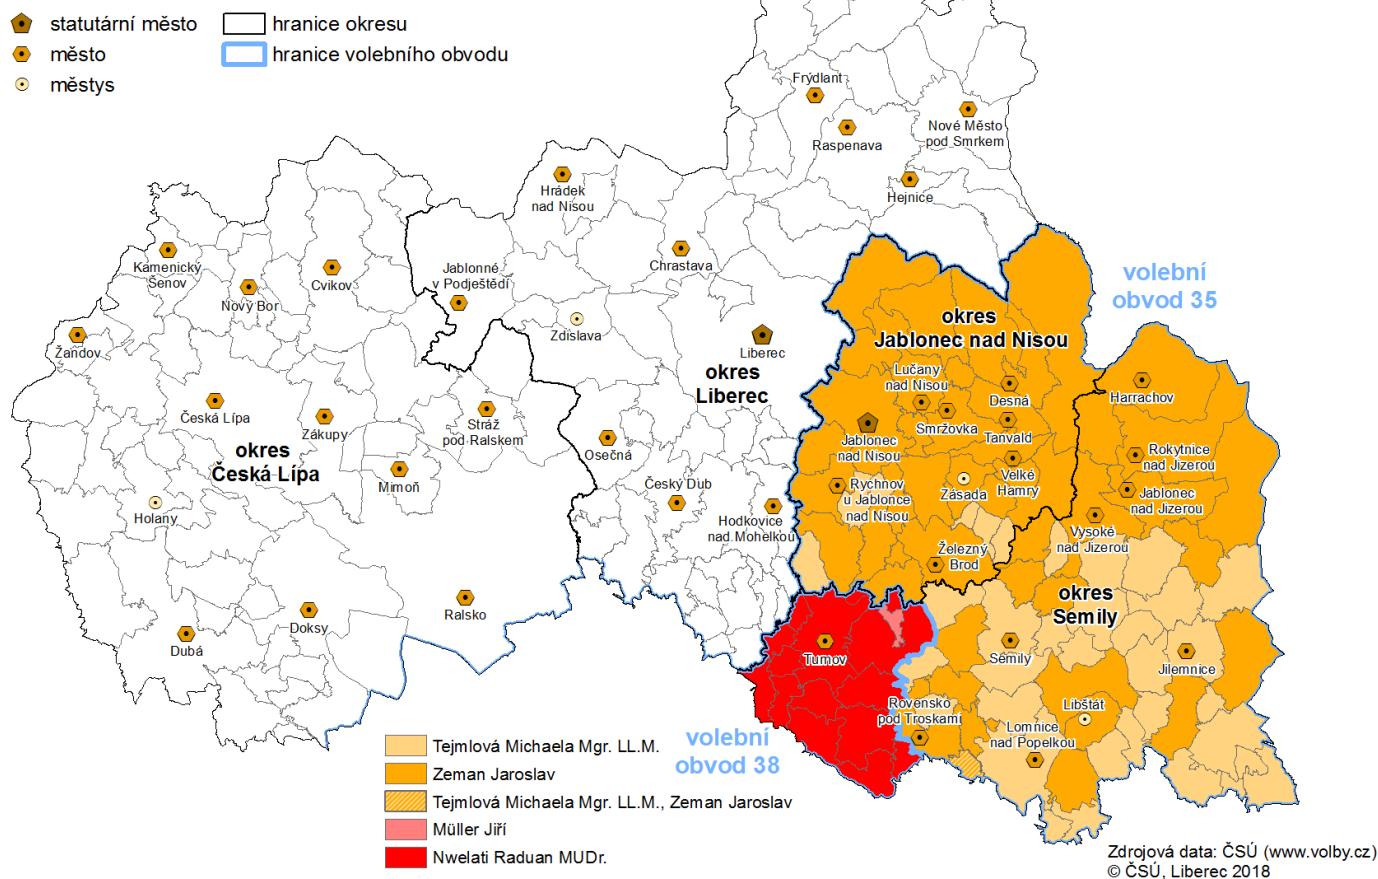 statutární město
město
městys
hranice okresu
hranice volebního obvodu
Frýdlant
Nové Město
pod Smrkem
Raspenava
Hejnice
Hrádek
nad Nisou
Chrastava
Kamenický
Šenov
Nový Bor
Cvikov
Jablonné
v Podještědí
Zdislava
Žandov
Liberec
okres
Liberec
Česká Lípa
Zákupy
Stráž
pod Ralskem
okres
Česká Lípa
Mimoň
Osečná
Český Dub
Hodkovice
nad Mohelkou
Holany
Ralsko
Doksy
Dubá
volební
obvod 35
okres
Jablonec nad Nisou
Lučany
nad Nisou
Desná
Smržovka
Tanvald
Jablonec
nad Nisou
Rychnov
u Jablonce
nad Nisou
Zásada
Velké
Hamry
Železný
Brod
Harrachov
Rokytnice
nad Jizerou
Jablonec
nad Jizerou
Vysoké
nad Jizerou
okres
Semily
Semily
Jilemnice
Turnov
Rovensko
pod Troskami
Libštát
Lomnice
nad Popelkou
volební
obvod 38
Tejmlová Michaela Mgr. LL.M.
Zeman Jaroslav
Tejmlová Michaela Mgr. LL.M., Zeman Jaroslav
Müller Jiří
Nwelati Raduan MUDr.
Zdrojová data: ČSÚ (www.volby.cz)
© ČSÚ, Liberec 2018